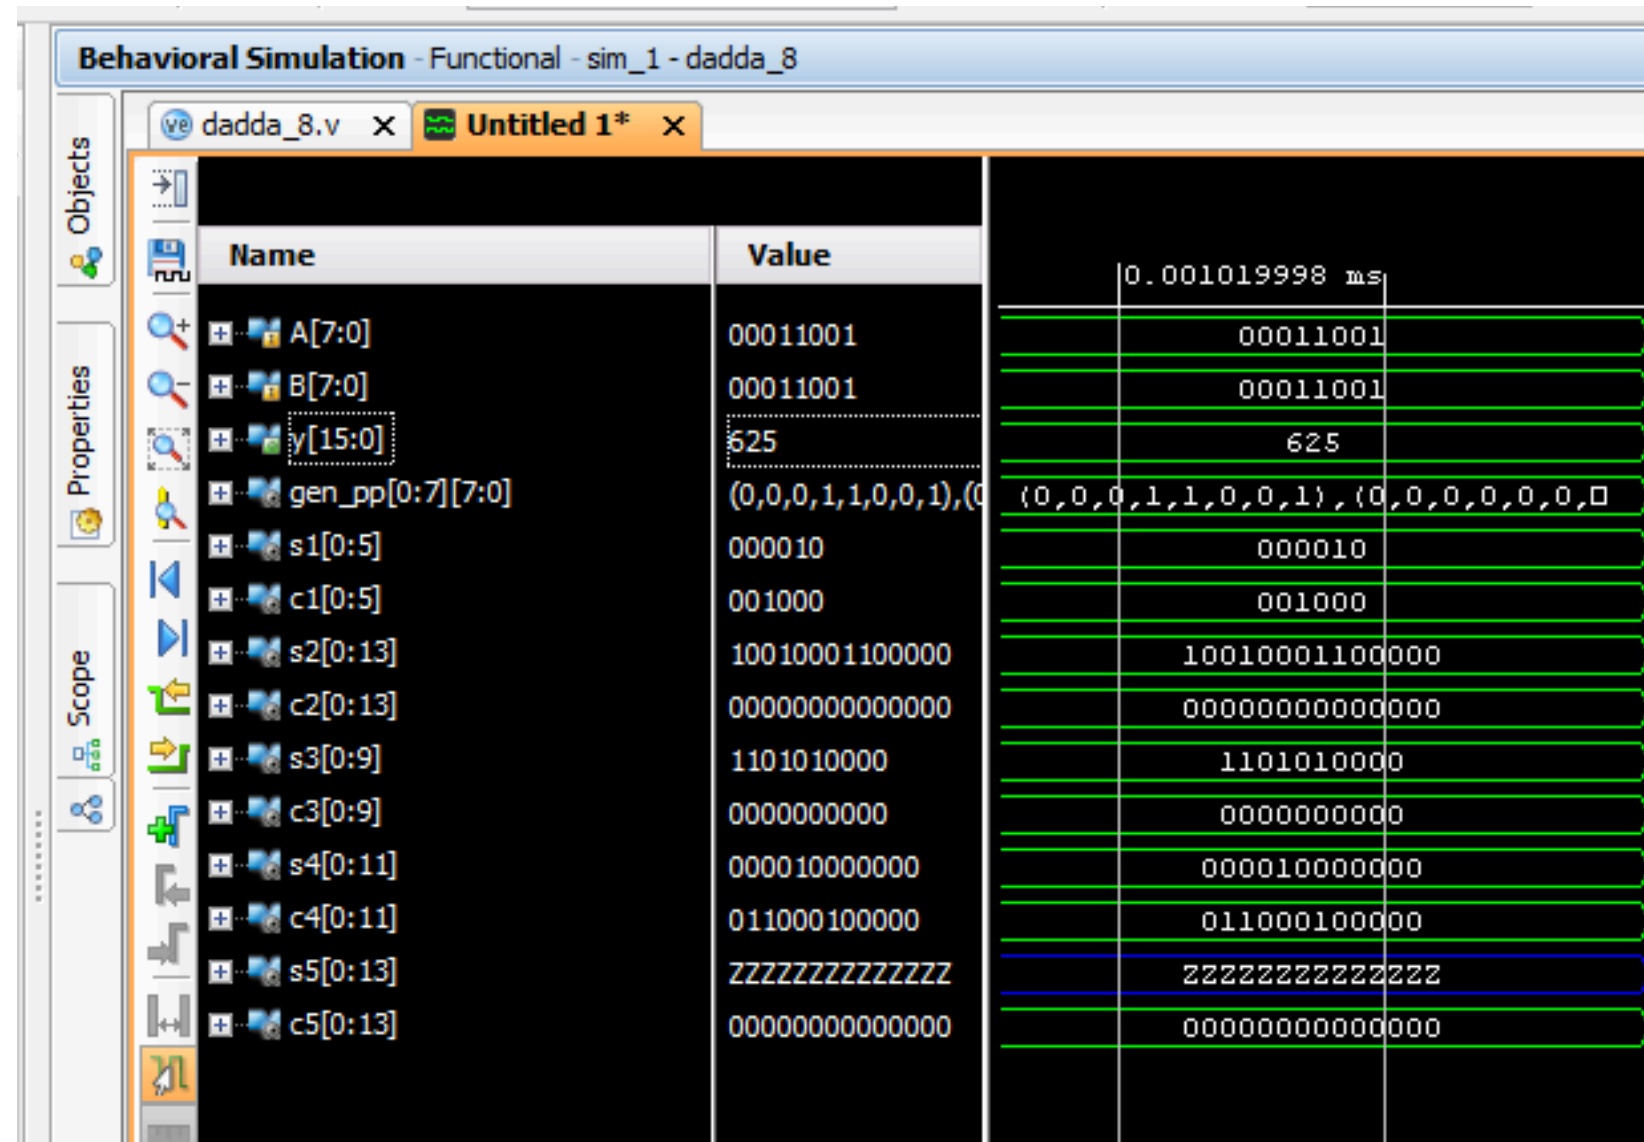 Behavioral Simulation - Functional - sim_1 - dadda_8
Objects
Properties
Scope
dadda_8.v
Untitled 1*
Name Value
0.001019998 ms
A[7:0] 00011001 00011001
B[7:0] 00011001 00011001
y[15:0] 625 625
gen_pp[0:7][7:0] (0,0,0,1,1,0,0,1),(0 (0,0,0,1,1,0,0,1),(0,0,0,0,0,0,
s1[0:5] 000010 000010
c1[0:5] 001000 001000
s2[0:13] 10010001100000 10010001100000
c2[0:13] 00000000000000 00000000000000
s3[0:9] 1101010000 1101010000
c3[0:9] 0000000000 0000000000
s4[0:11] 000010000000 000010000000
c4[0:11] 011000100000 011000100000
s5[0:13] ZZZZZZZZZZZZZZ ZZZZZZZZZZZZZZ
c5[0:13] 00000000000000 00000000000000